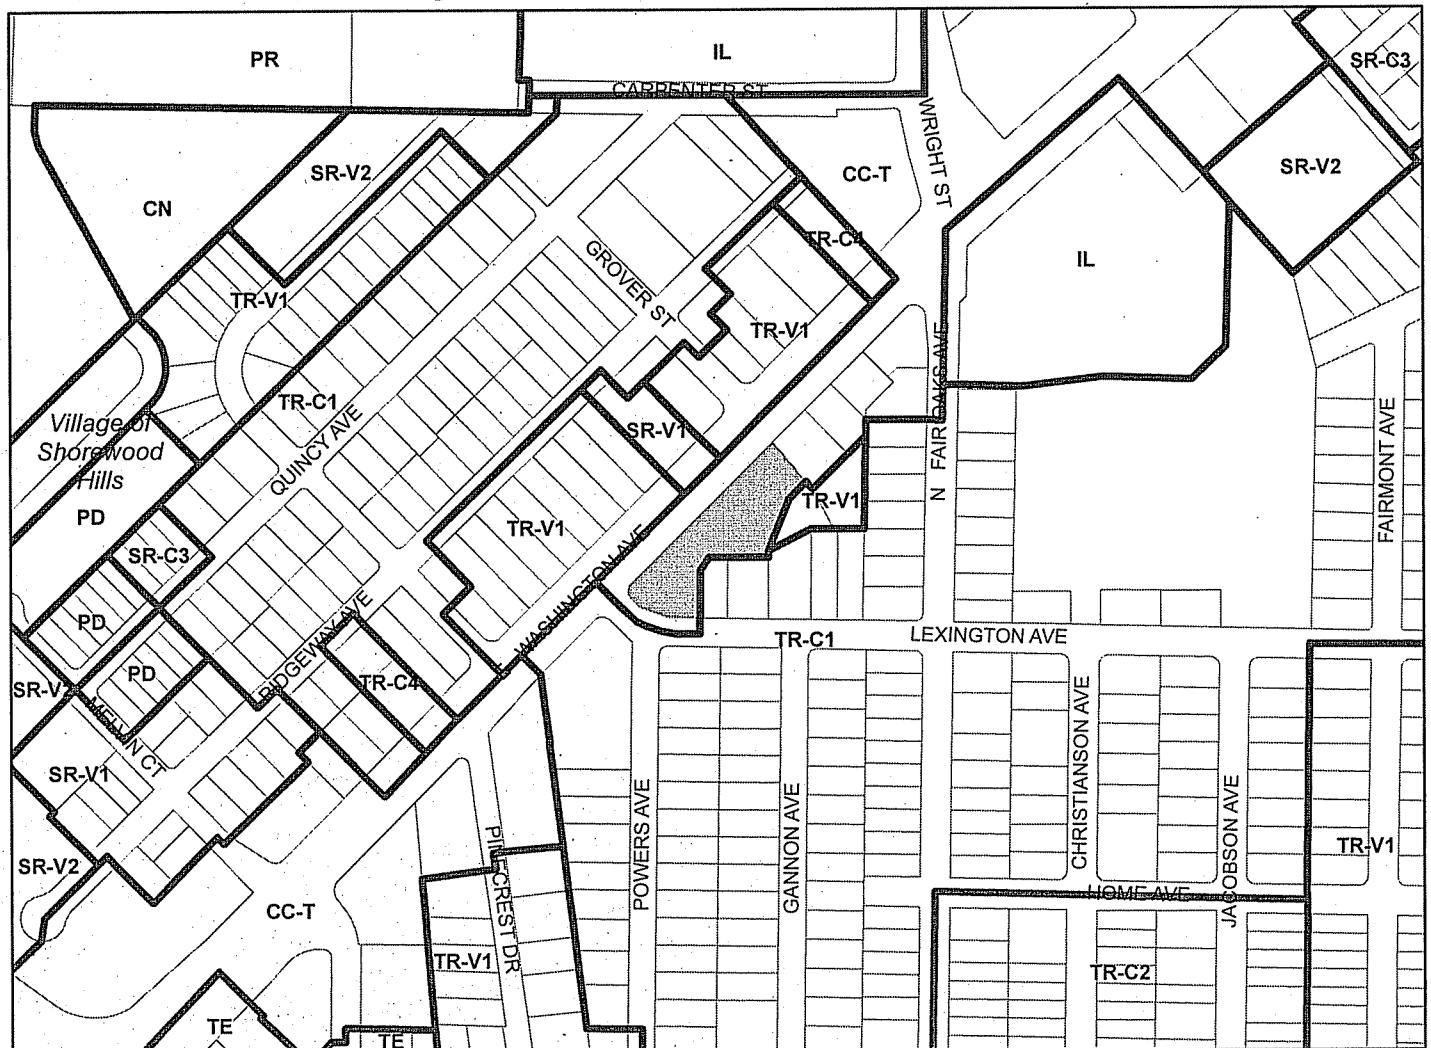 PR
IL
SR-C3
CARPENTER ST
WRIGHT ST
SR-V2
CC-T
SR-V2
CN
TR-C4
GROVER ST
IL
TR-V1
TR-V1
N FAIR OAKS AVE
TR-C1
QUINCY AVE
SR-V1
FAIRMONT AVE
Village of
Shorewood
Hills
PD
TR-V1
TR-V1
SR-C3
E WASHINGTON AVE
PD
RIDGEWAY AVE
TR-C1
LEXINGTON AVE
PD
TR-C4
SR-V2
MELVIN CT
SR-V1
CHRISTIANSON AVE
POWERS AVE
GANNON AVE
JACOBSON AVE
PINECREST DR
TR-V1
SR-V2
HOME AVE
CC-T
TR-V1
TR-C2
TE
TE